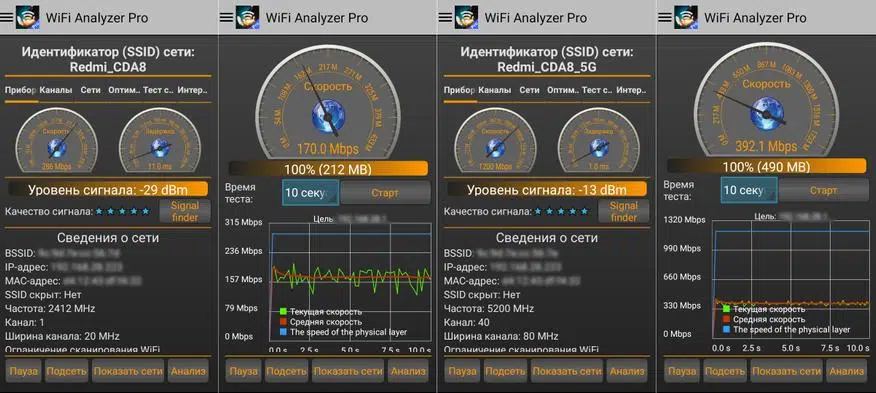 WiFi Analyzer Pro
Идентификатор (SSID) сети:
Redmi_CDA8
Прибор Каналы Сети Оптим.. Тест с.. Интер..
Скорость
286 Mbps
Задержка
11.0 ms
Уровень сигнала: -29 dBm
Качество сигнала:
Signal finder
Сведения о сети
BSSID:
IP-адрес:
MAC-адрес:
SSID скрыт: Нет
Частота: 2412 MHz
Канал: 1
Ширина канала: 20 MHz
Ограничение сканирования WiFi
Пауза Подсеть Показать сети Анализ
WiFi Analyzer Pro
Скорость
170.0 Mbps
100% (212 MB)
Время теста:
10 секу
Старт
Цель:
315 Mbps
236 Mbps
157 Mbps
79 Mbps
0 Mbps
Текущая скорость
Средняя скорость
The speed of the physical layer
0.0 s 2.5 s 5.0 s 7.5 s 10.0 s
Пауза Подсеть Показать сети Анализ
WiFi Analyzer Pro
Идентификатор (SSID) сети:
Redmi_CDA8_5G
Прибор Каналы Сети Оптим.. Тест с.. Интер..
Скорость
1200 Mbps
Задержка
1.0 ms
Уровень сигнала: -13 dBm
Качество сигнала:
Signal finder
Сведения о сети
BSSID:
IP-адрес:
MAC-адрес:
SSID скрыт: Нет
Частота: 5200 MHz
Канал: 40
Ширина канала: 80 MHz
Ограничение сканирования WiFi
Пауза Подсеть Показать сети Анализ
WiFi Analyzer Pro
Скорость
392.1 Mbps
100% (490 MB)
Время теста:
10 секу
Старт
Цель:
1320 Mbps
990 Mbps
660 Mbps
330 Mbps
0 Mbps
Текущая скорость
Средняя скорость
The speed of the physical layer
0.0 s 2.5 s 5.0 s 7.5 s 10.0 s
Пауза Подсеть Показать сети Анализ